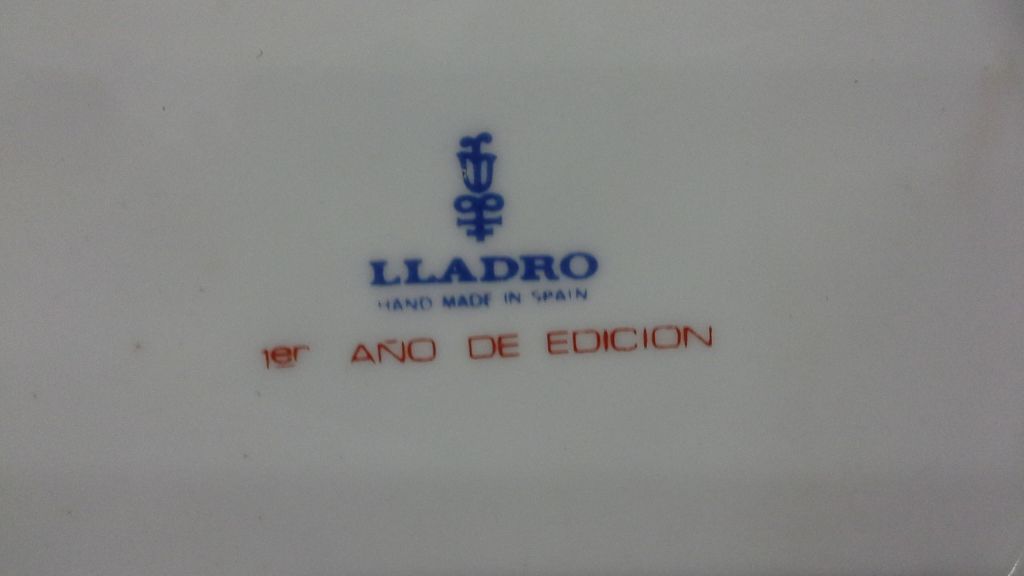 LLADRO
HAND MADE IN SPAIN
1er AÑO DE EDICION